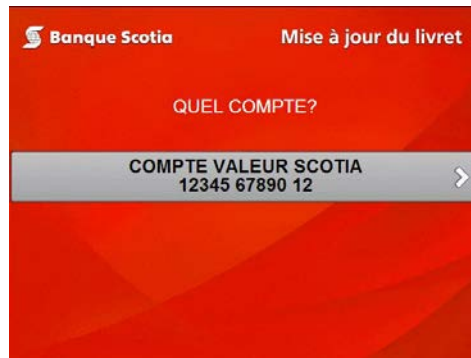 Banque Scotia
Mise à jour du livret
QUEL COMPTE?
COMPTE VALEUR SCOTIA
12345 67890 12